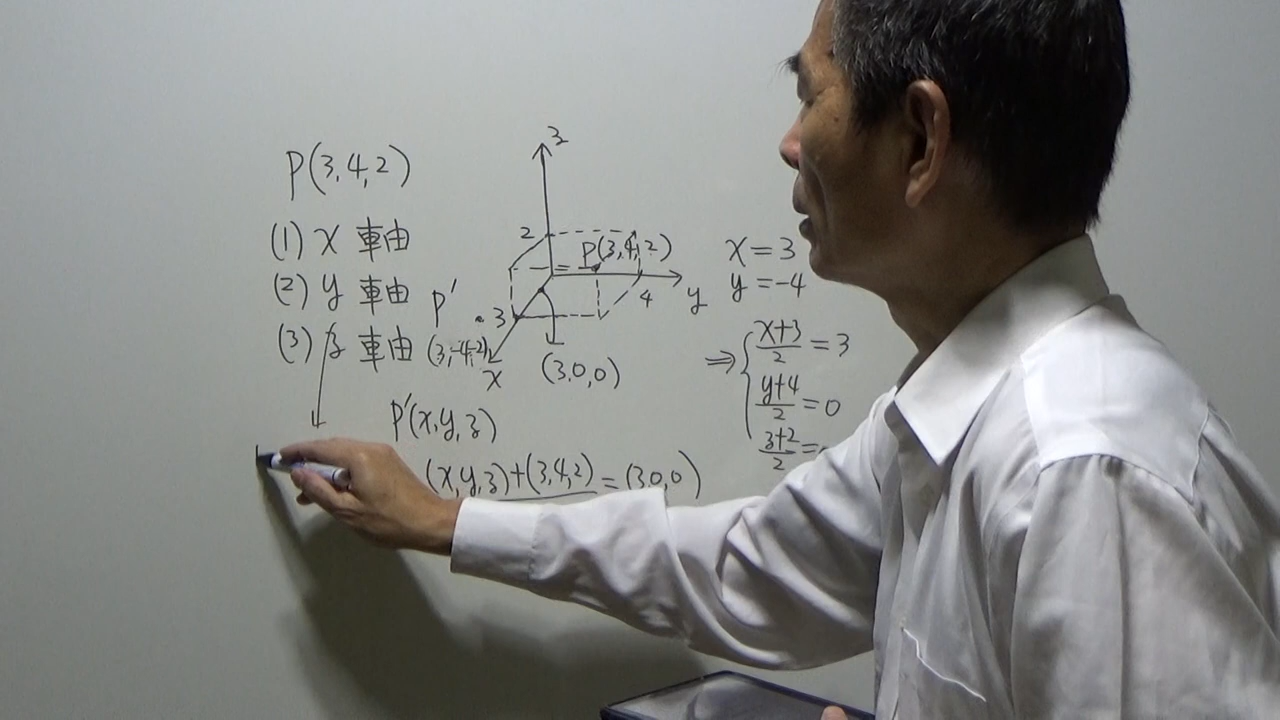 P(3,4,2)
(1) x 軸
(2) y 軸
(3) z 軸
z
2
P(3,4,2)
y
4
3
x
(3,0,0)
P'
(3,-4,-2)
P'(x,y,z)
(x,y,z)+(3,4,2) = (3,0,0)
x=3
y=-4
⇒ { x+3/2 = 3
y+4/2 = 0
z+2/2 =